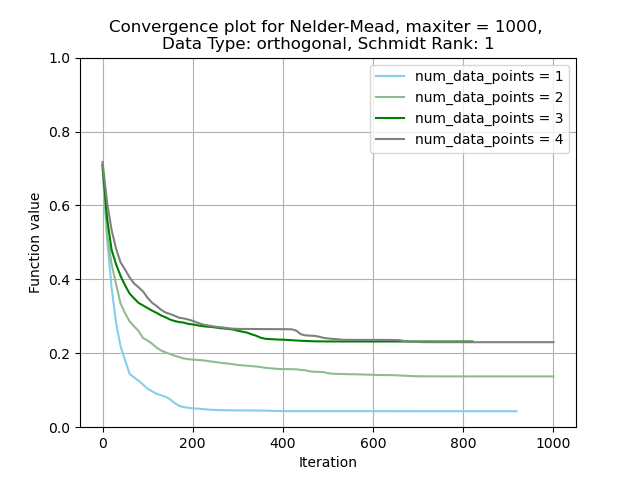 Convergence plot for Nelder-Mead, maxiter = 1000,
Data Type: orthogonal, Schmidt Rank: 1
1.0
0.8
0.6
0.4
0.2
0.0
Function value
num_data_points = 1
num_data_points = 2
num_data_points = 3
num_data_points = 4
0 200 400 600 800 1000
Iteration